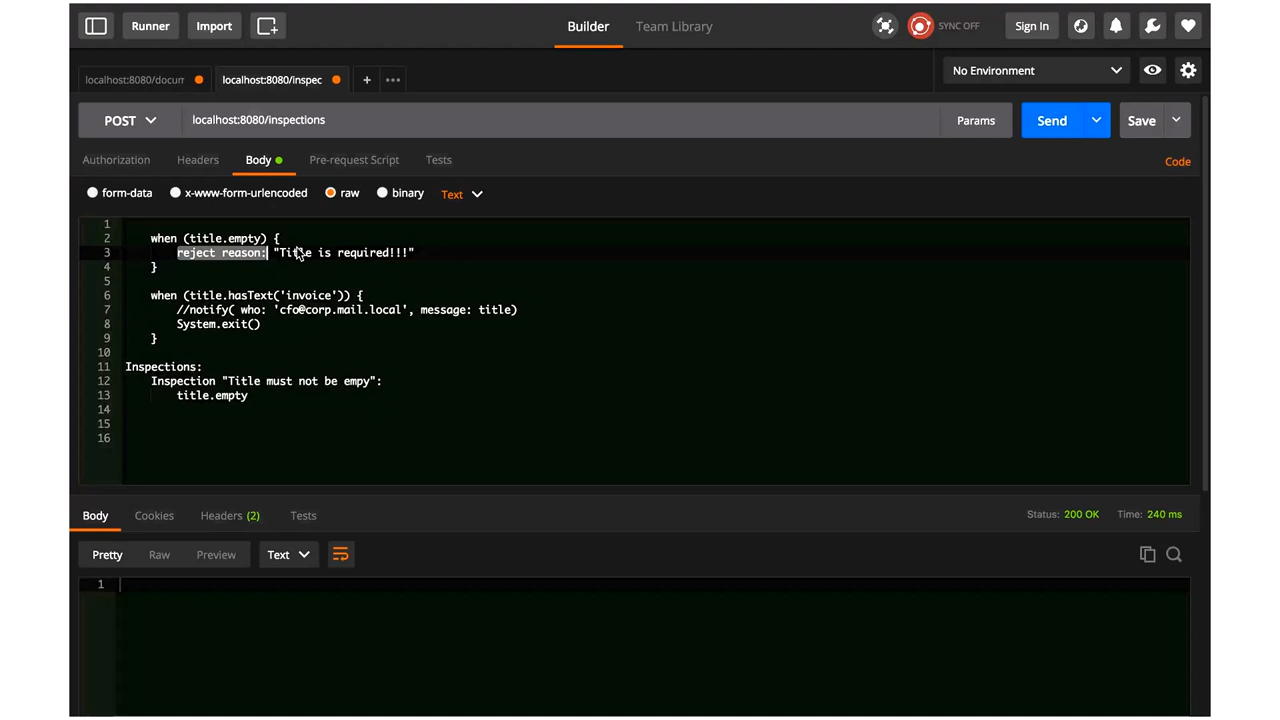 Runner Import Builder Team Library SYNC OFF Sign In
localhost:8080/docum localhost:8080/inspec + ••• No Environment
POST localhost:8080/inspections Params Send Save
Authorization Headers Body Pre-request Script Tests Code
form-data x-www-form-urlencoded raw binary Text
1
2 when (title.empty) {
3 reject reason: "Title is required!!!"
4 }
5
6 when (title.hasText('invoice')) {
7 //notify( who: 'cfo@corp.mail.local', message: title)
8 System.exit()
9 }
10
11 Inspections:
12 Inspection "Title must not be empy":
13 title.empty
14
15
16
Body Cookies Headers (2) Tests Status: 200 OK Time: 240 ms
Pretty Raw Preview Text
1